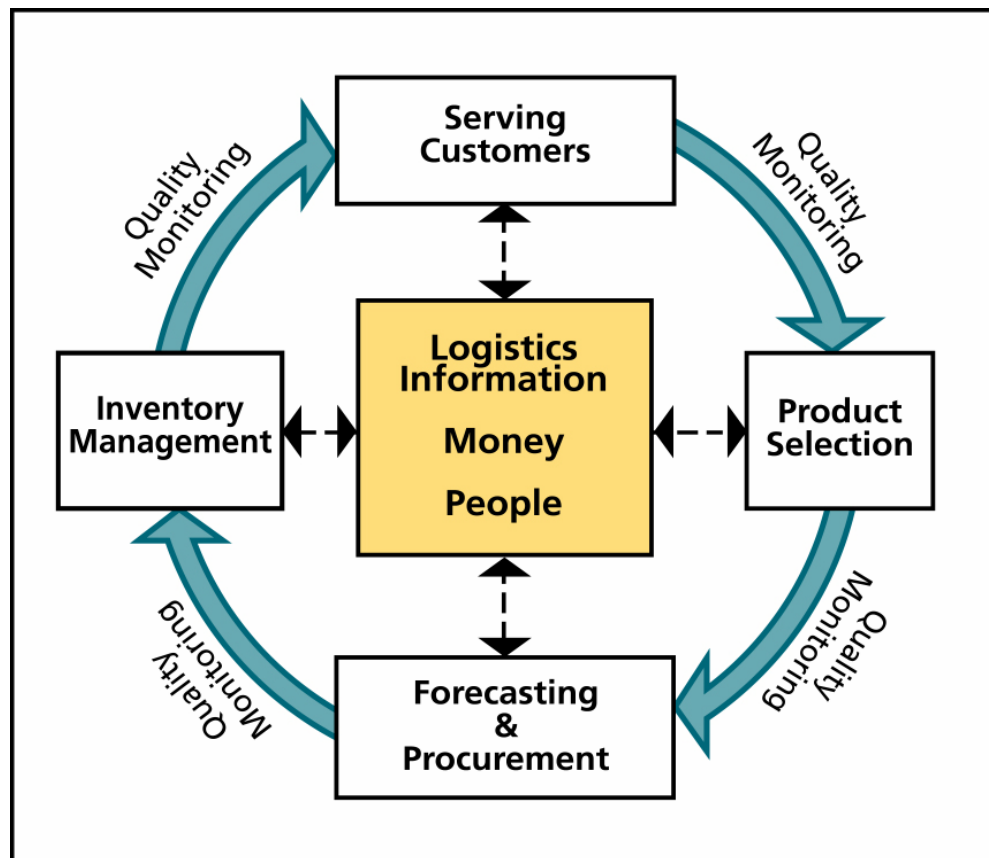 Serving
Customers
Quality
Monitoring
Quality
Monitoring
Logistics
Information
Money
People
Inventory
Management
Product
Selection
Quality
Monitoring
Quality
Monitoring
Forecasting
&
Procurement